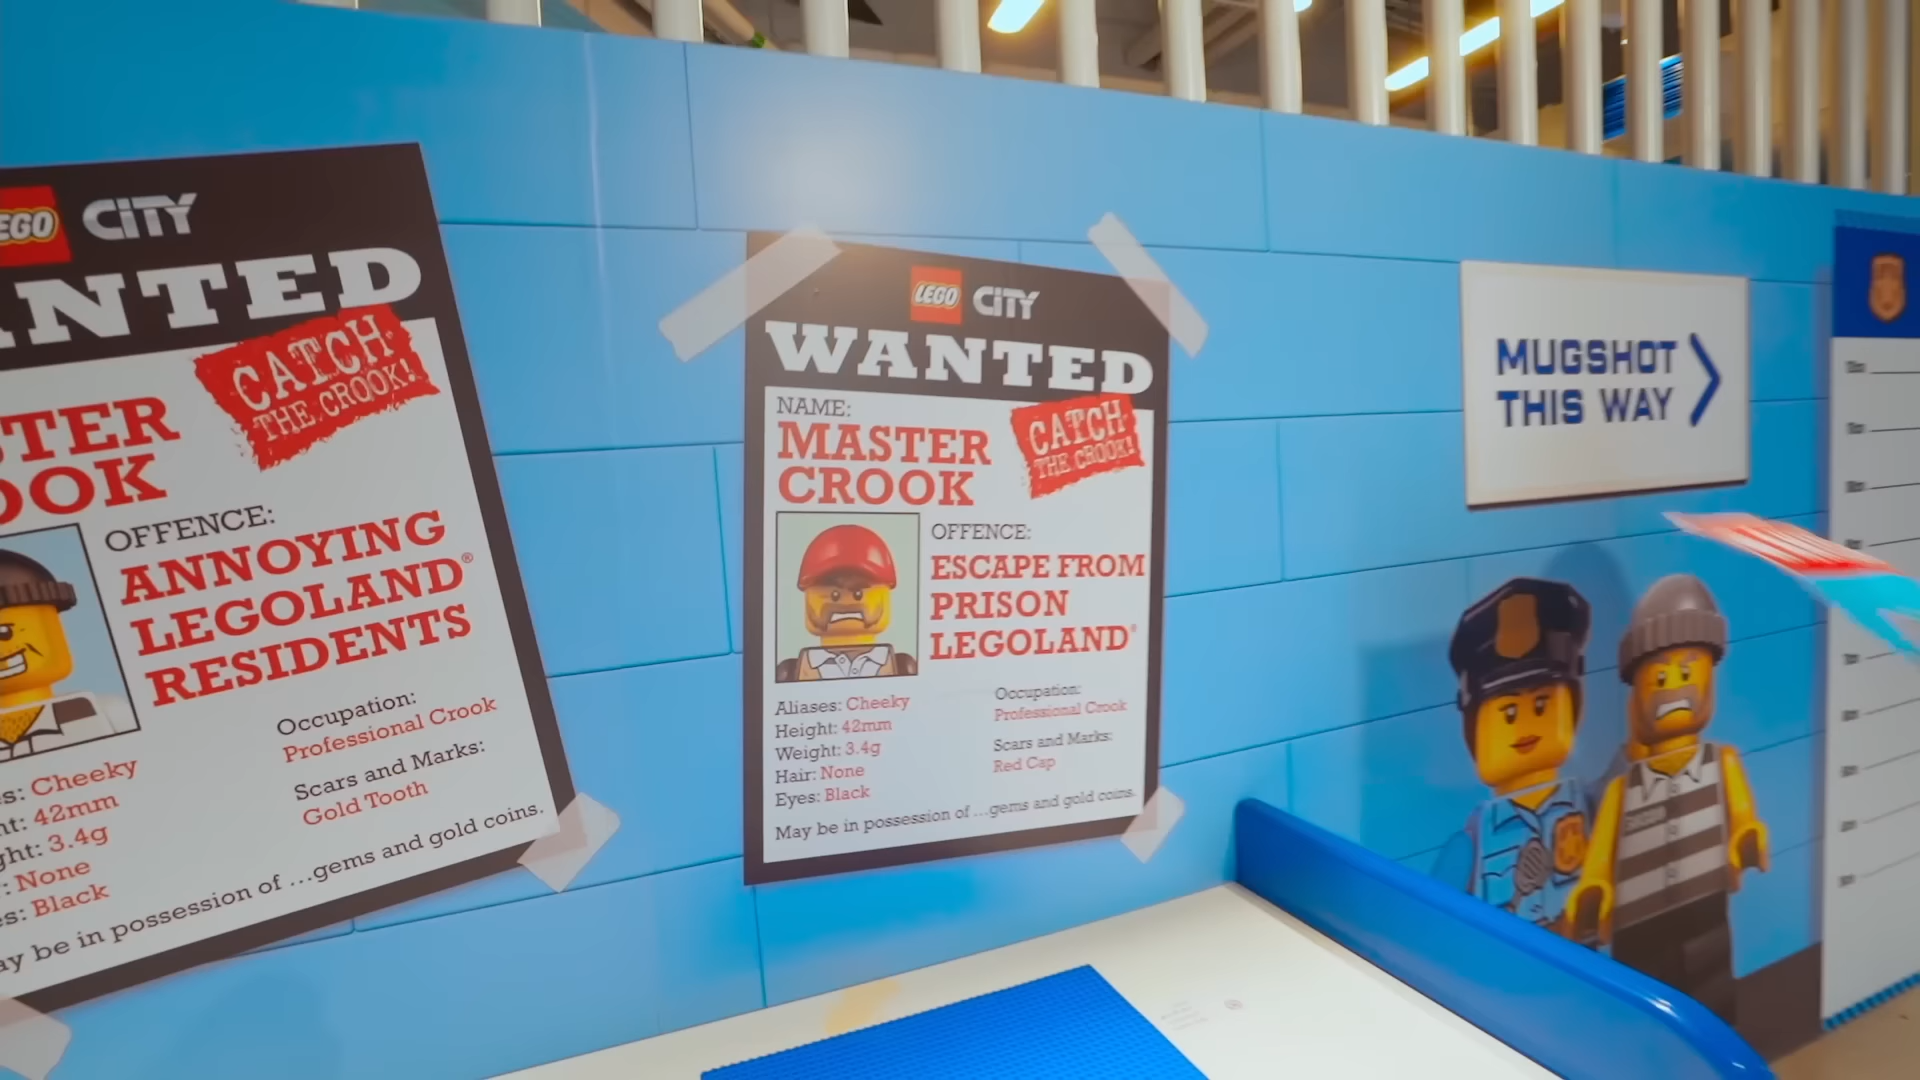 EGO CITY
ANTED
CATCH
THE CROOK!
TER
OOK
OFFENCE:
ANNOYING
LEGOLAND®
RESIDENTS
s: Cheeky
ht: 42mm
ght: 3.4g
: None
es: Black
Occupation:
Professional Crook
Scars and Marks:
Gold Tooth
ay be in possession of ...gems and gold coins.
LEGO CITY
WANTED
NAME:
MASTER
CROOK
CATCH
THE CROOK!
OFFENCE:
ESCAPE FROM
PRISON
LEGOLAND®
Aliases: Cheeky
Height: 42mm
Weight: 3.4g
Hair: None
Eyes: Black
Occupation:
Professional Crook
Scars and Marks:
Red Cap
May be in possession of ...gems and gold coins.
MUGSHOT
THIS WAY